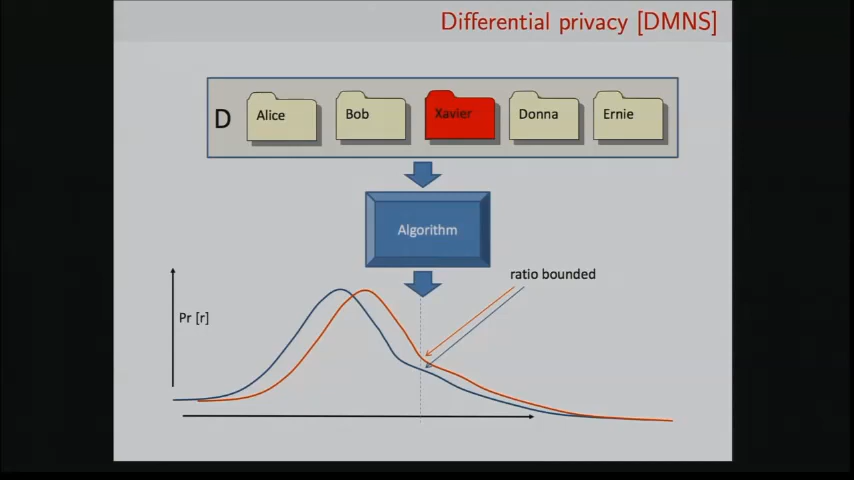 Differential privacy [DMNS]
D
Alice
Bob
Xavier
Donna
Ernie
Algorithm
ratio bounded
Pr [r]